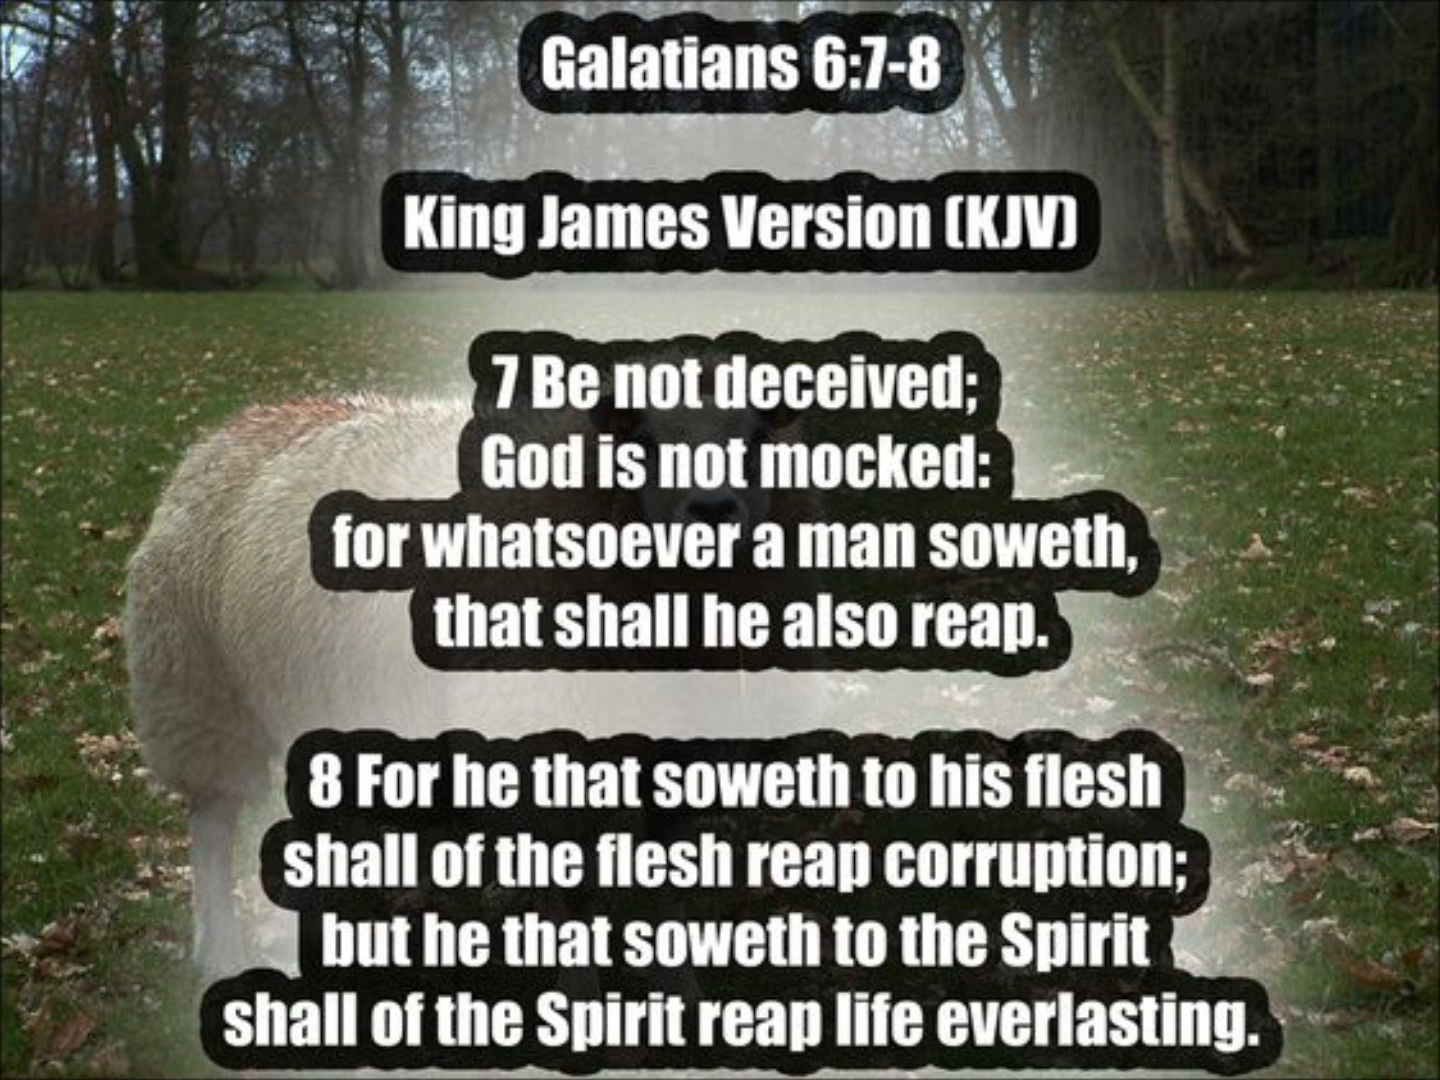 Galatians 6:7-8
King James Version (KJV)
7 Be not deceived;
God is not mocked:
for whatsoever a man soweth,
that shall he also reap.
8 For he that soweth to his flesh
shall of the flesh reap corruption;
but he that soweth to the Spirit
shall of the Spirit reap life everlasting.